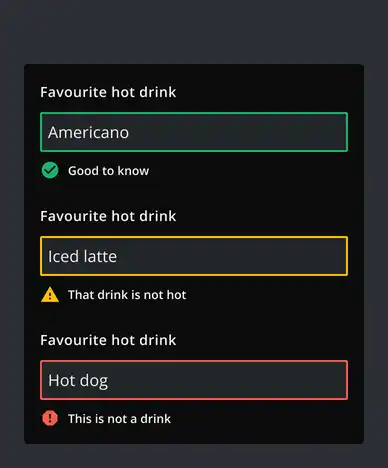 Favourite hot drink
Americano
Good to know
Favourite hot drink
Iced latte
That drink is not hot
Favourite hot drink
Hot dog
This is not a drink